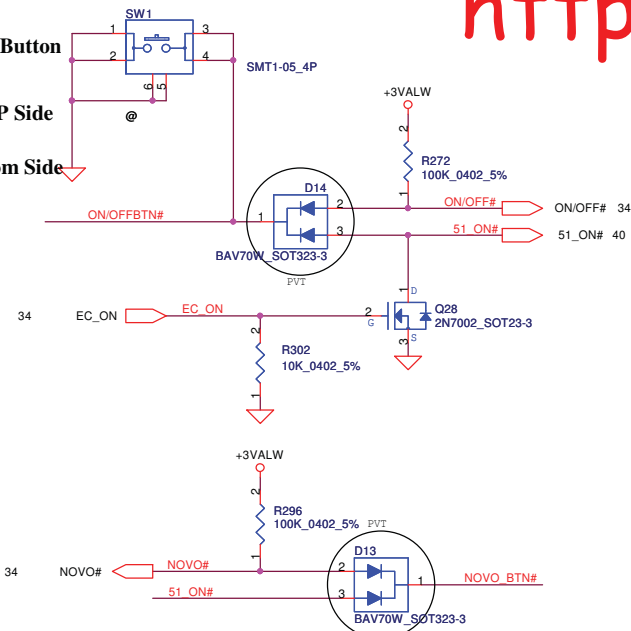 http
SW1
Button
1
2
3
4
6
5
SMT1-05_4P
P Side
@
om Side
+3VALW
2
R272
100K_0402_5%
1
D14
ON/OFFBTN#
1
2
3
ON/OFF#
ON/OFF# 34
51_ON#
51_ON# 40
BAV70W_SOT323-3
PVT
34 EC_ON
EC_ON
2
G
1
D
Q28
2N7002_SOT23-3
3
S
2
R302
10K_0402_5%
1
+3VALW
2
R296
100K_0402_5%
1
PVT
D13
34 NOVO#
NOVO#
2
51_ON#
3
1
NOVO_BTN#
BAV70W_SOT323-3